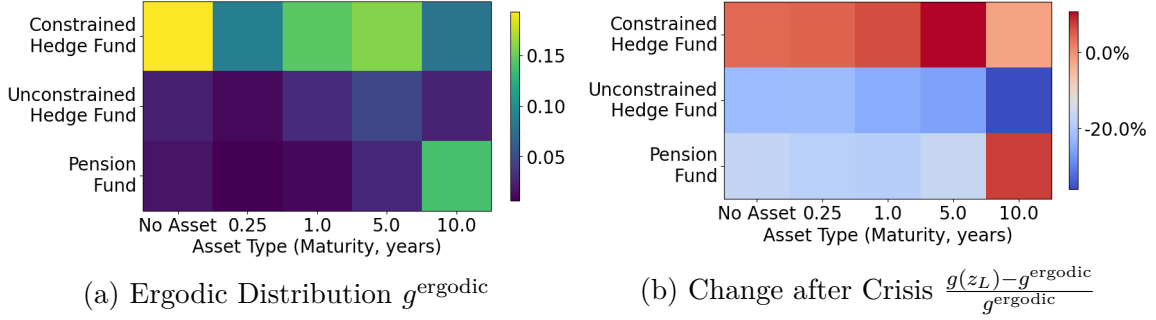 Constrained
Hedge Fund
Unconstrained
Hedge Fund
Pension
Fund
No Asset 0.25 1.0 5.0 10.0
Asset Type (Maturity, years)
0.15
0.10
0.05
(a) Ergodic Distribution g^ergodic
Constrained
Hedge Fund
Unconstrained
Hedge Fund
Pension
Fund
No Asset 0.25 1.0 5.0 10.0
Asset Type (Maturity, years)
0.0%
-20.0%
(b) Change after Crisis \frac{g(z_L)-g^{ergodic}}{g^{ergodic}}